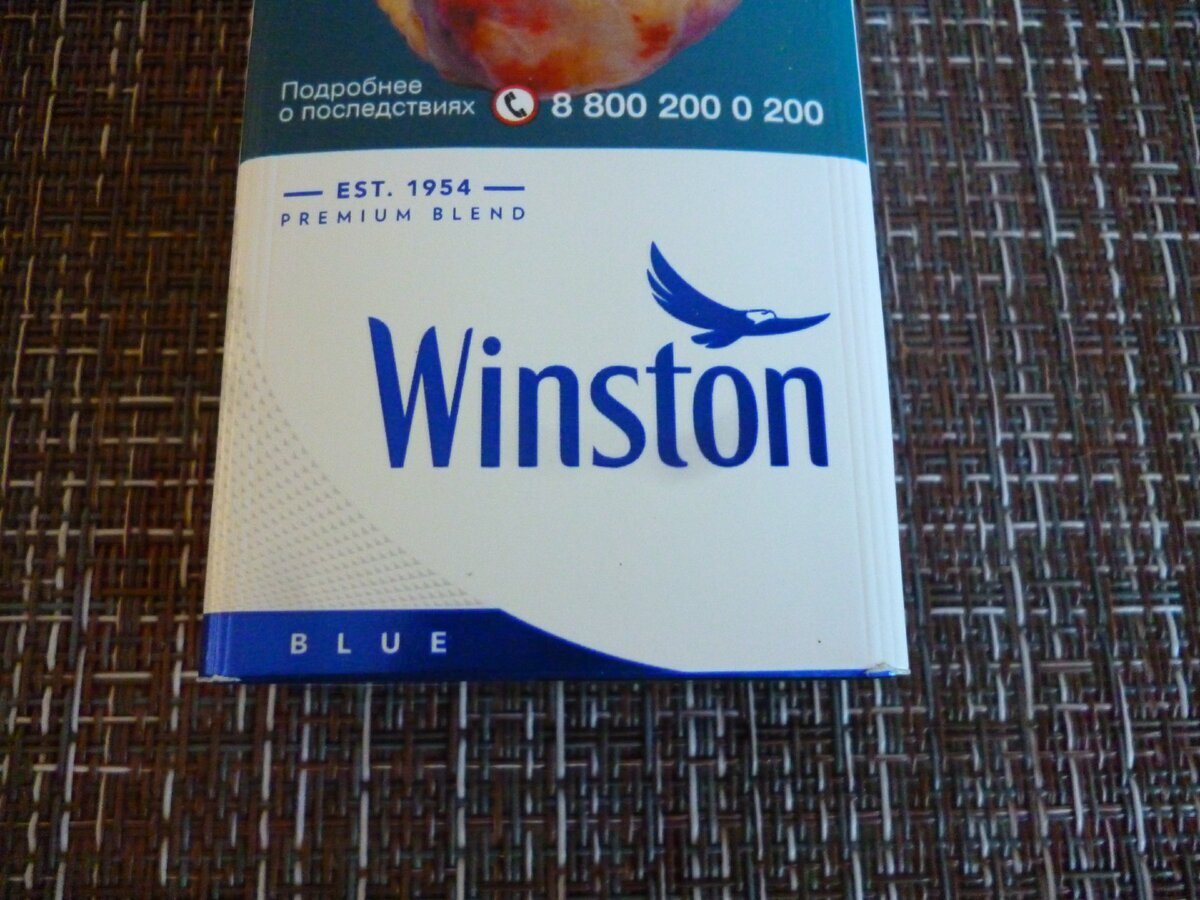 Подробнее
о последствиях
8 800 200 0 200
EST. 1954
PREMIUM BLEND
Winston
BLUE